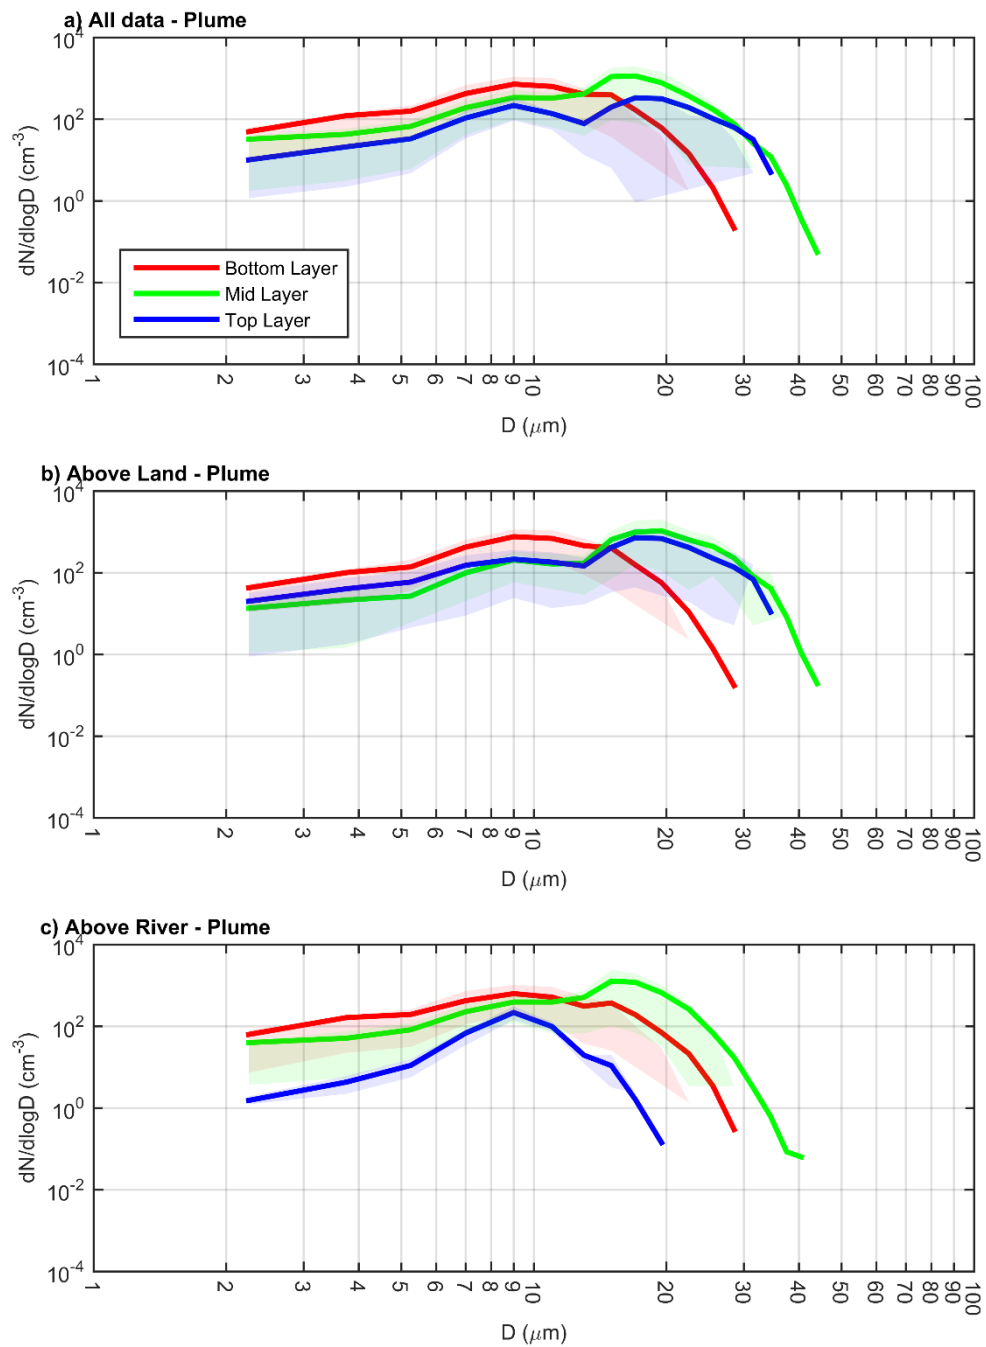 a) All data - Plume
10^4
10^2
10^0
10^-2
10^-4
dN/dlogD (cm^-3)
Bottom Layer
Mid Layer
Top Layer
1 2 3 4 5 6 7 8 9 10 20 30 40 50 60 70 80 90 100
D (μm)
b) Above Land - Plume
10^4
10^2
10^0
10^-2
10^-4
dN/dlogD (cm^-3)
1 2 3 4 5 6 7 8 9 10 20 30 40 50 60 70 80 90 100
D (μm)
c) Above River - Plume
10^4
10^2
10^0
10^-2
10^-4
dN/dlogD (cm^-3)
1 2 3 4 5 6 7 8 9 10 20 30 40 50 60 70 80 90 100
D (μm)